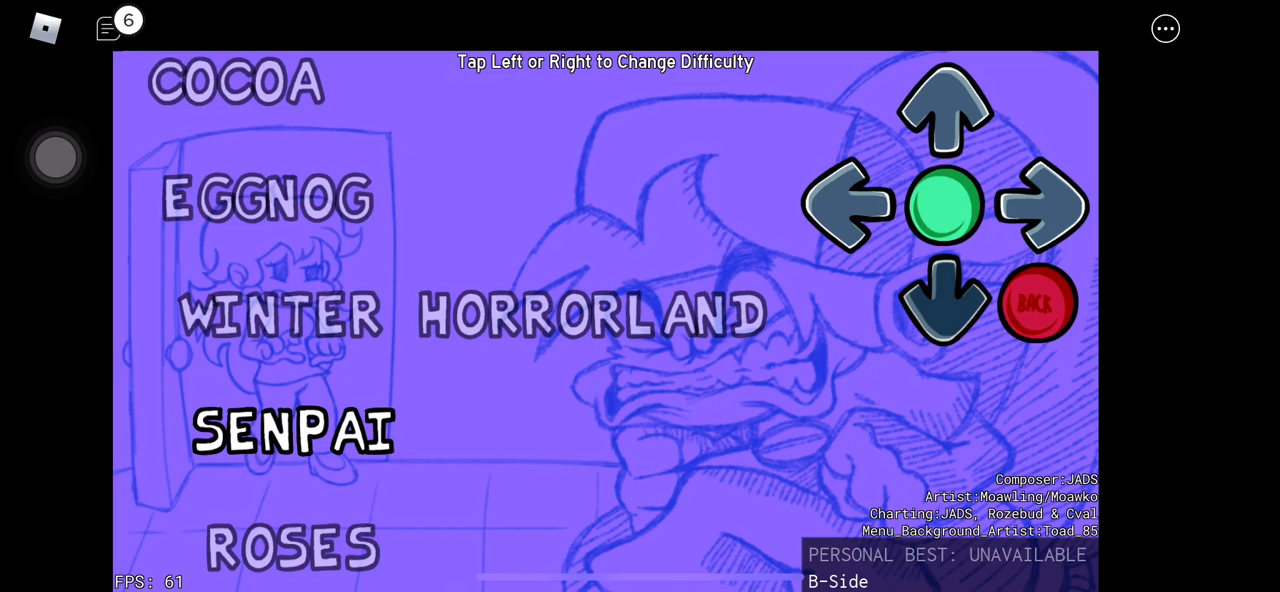 6
Tap Left or Right to Change Difficulty
COCOA
EGGNOG
WINTER HORRORLAND
BACK
SENPAI
Composer:JADS
Artist:Moawling/Moawko
Charting:JADS, Rozebud & Cval
Menu_Background_Artist:Toad_85
ROSES
PERSONAL BEST: UNAVAILABLE
FPS: 61
B-Side